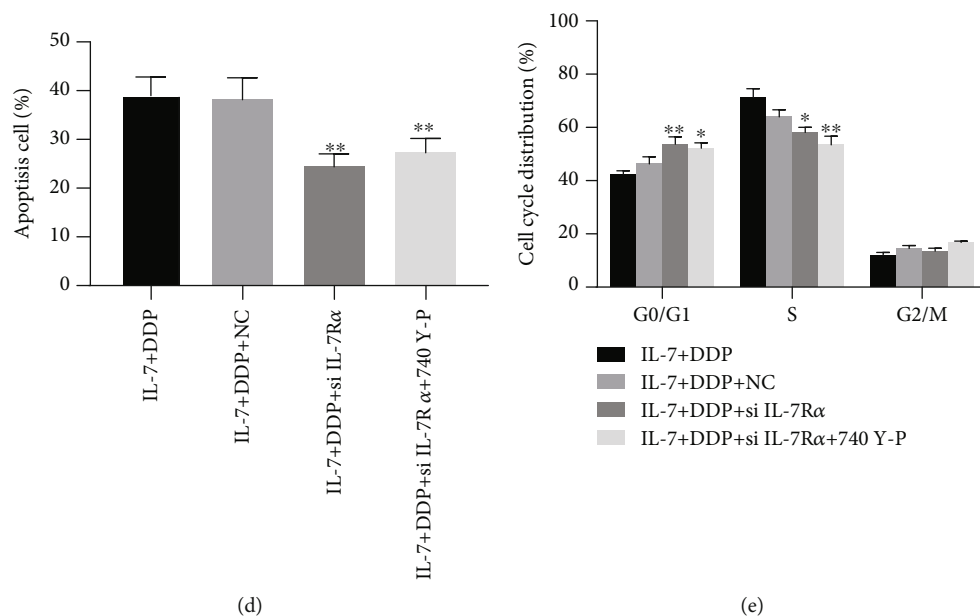 Apoptisis cell (%)
50
40
30
20
10
0
**
**
IL-7+DDP
IL-7+DDP+NC
IL-7+DDP+si IL-7Rα
IL-7+DDP+si IL-7R α+740 Y-P
(d)
Cell cycle distribution (%)
100
80
60
40
20
0
**
*
*
**
G0/G1
S
G2/M
IL-7+DDP
IL-7+DDP+NC
IL-7+DDP+si IL-7Rα
IL-7+DDP+si IL-7Rα+740 Y-P
(e)